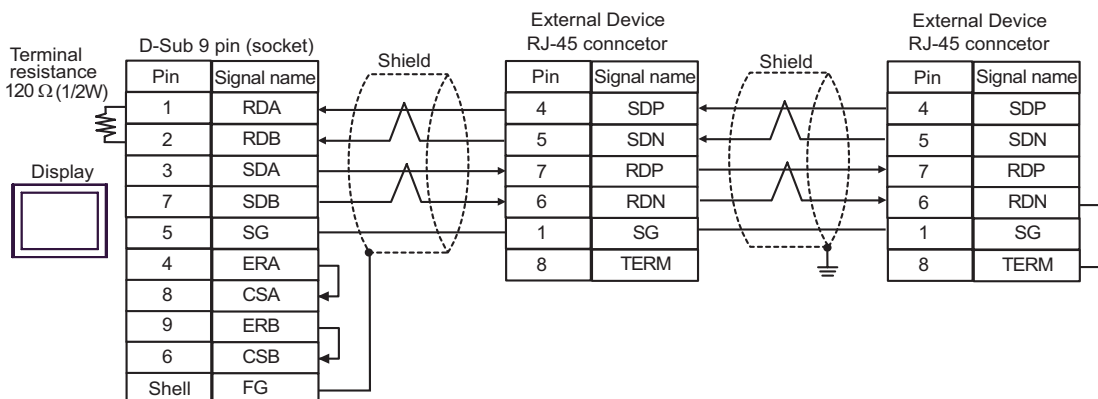 External Device
RJ-45 conncetor
External Device
RJ-45 conncetor
D-Sub 9 pin (socket)
Terminal
resistance
120 Ω (1/2W)
Display
Pin Signal name
1 RDA
2 RDB
3 SDA
7 SDB
5 SG
4 ERA
8 CSA
9 ERB
6 CSB
Shell FG
Shield
Pin Signal name
4 SDP
5 SDN
7 RDP
6 RDN
1 SG
8 TERM
Shield
Pin Signal name
4 SDP
5 SDN
7 RDP
6 RDN
1 SG
8 TERM